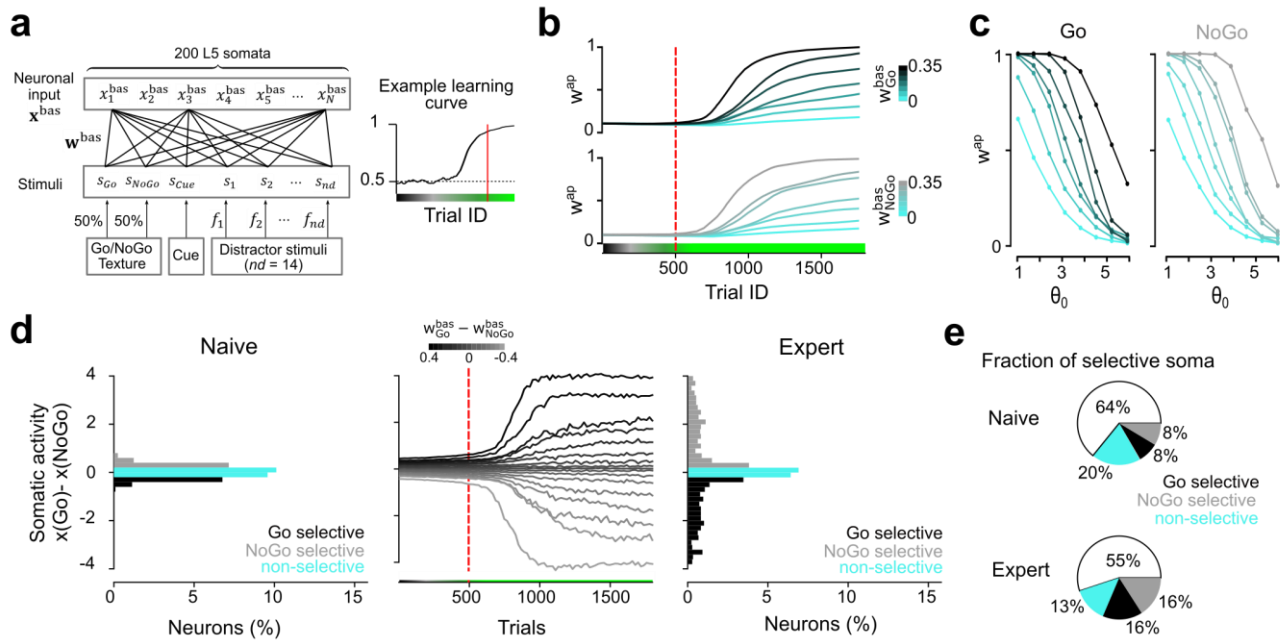 a
200 L5 somata
Neuronal input x^bas
x_1^bas x_2^bas x_3^bas x_4^bas x_5^bas ... x_N^bas
w^bas
Stimuli
s_Go s_NoGo s_Cue s_1 s_2 ... s_nd
50% 50% f_1 f_2 ... f_nd
Go/NoGo Texture
Cue
Distractor stimuli
(nd = 14)
Example learning
curve
1
0.5
Trial ID
b
w^ap
1
0
w_Go^bas
0.35
0
w^ap
1
0
w_NoGo^bas
0.35
0
500 1000 1500
Trial ID
c
Go
NoGo
1
w^ap
0
1 3 5
θ_0
1 3 5
θ_0
d
Naive
Somatic activity
x(Go)- x(NoGo)
4
2
0
-2
-4
Go selective
NoGo selective
non-selective
0 5 10 15
Neurons (%)
w_Go^bas − w_NoGo^bas
0.4 0 -0.4
500 1000 1500
Trials
Expert
Go selective
NoGo selective
non-selective
0 5 10 15
Neurons (%)
e
Fraction of selective soma
Naive
64%
8%
8%
20%
Go selective
NoGo selective
non-selective
Expert
55%
16%
16%
13%